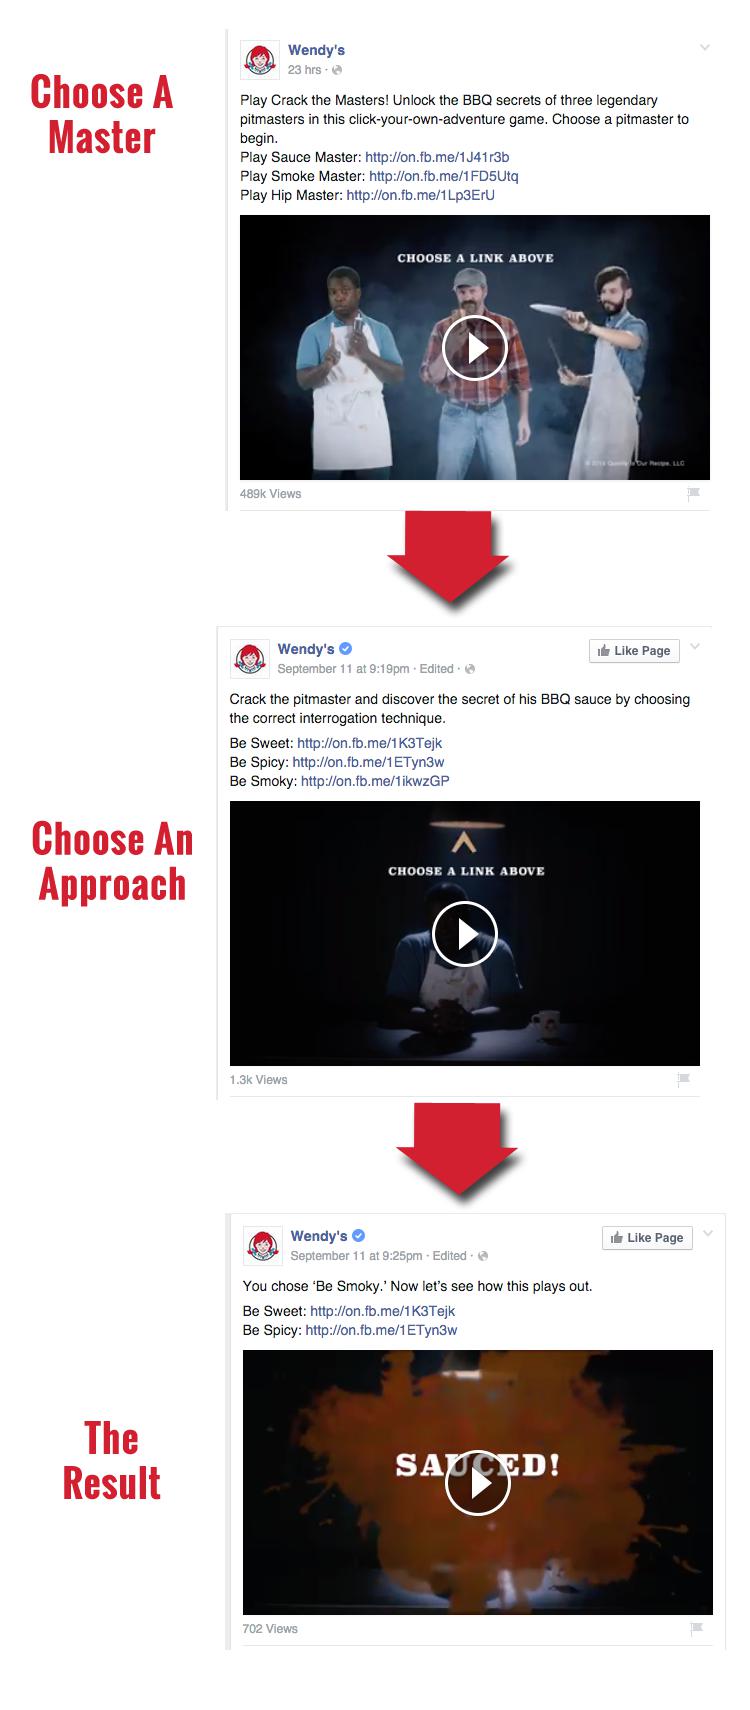 Choose A
Master
Wendy's
23 hrs ·
Play Crack the Masters! Unlock the BBQ secrets of three legendary
pitmasters in this click-your-own-adventure game. Choose a pitmaster to
begin.
Play Sauce Master: http://on.fb.me/1J41r3b
Play Smoke Master: http://on.fb.me/1FD5Utq
Play Hip Master: http://on.fb.me/1Lp3ErU
CHOOSE A LINK ABOVE
Quality Is Our Recipe, LLC
489k Views
Choose An
Approach
Wendy's
Like Page
September 11 at 9:19pm · Edited ·
Crack the pitmaster and discover the secret of his BBQ sauce by choosing
the correct interrogation technique.
Be Sweet: http://on.fb.me/1K3Tejk
Be Spicy: http://on.fb.me/1ETyn3w
Be Smoky: http://on.fb.me/1ikwzGP
CHOOSE A LINK ABOVE
1.3k Views
The
Result
Wendy's
Like Page
September 11 at 9:25pm · Edited ·
You chose ‘Be Smoky.’ Now let’s see how this plays out.
Be Sweet: http://on.fb.me/1K3Tejk
Be Spicy: http://on.fb.me/1ETyn3w
SAUCED!
702 Views